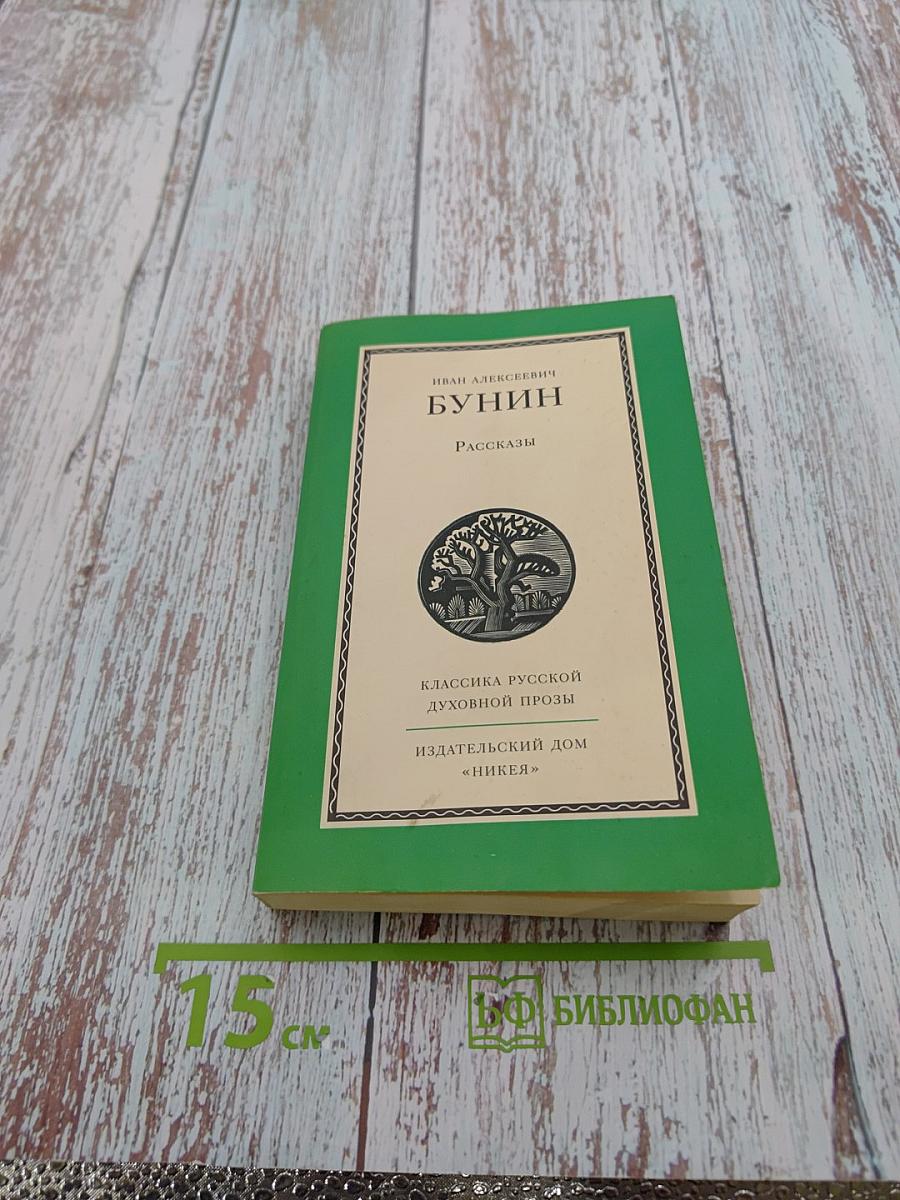 ИВАН АЛЕКСЕЕВИЧ
БУНИН
РАССКАЗЫ
КЛАССИКА РУССКОЙ
ДУХОВНОЙ ПРОЗЫ
ИЗДАТЕЛЬСКИЙ ДОМ
«НИКЕЯ»
15 см
БФ БИБЛИОФАН